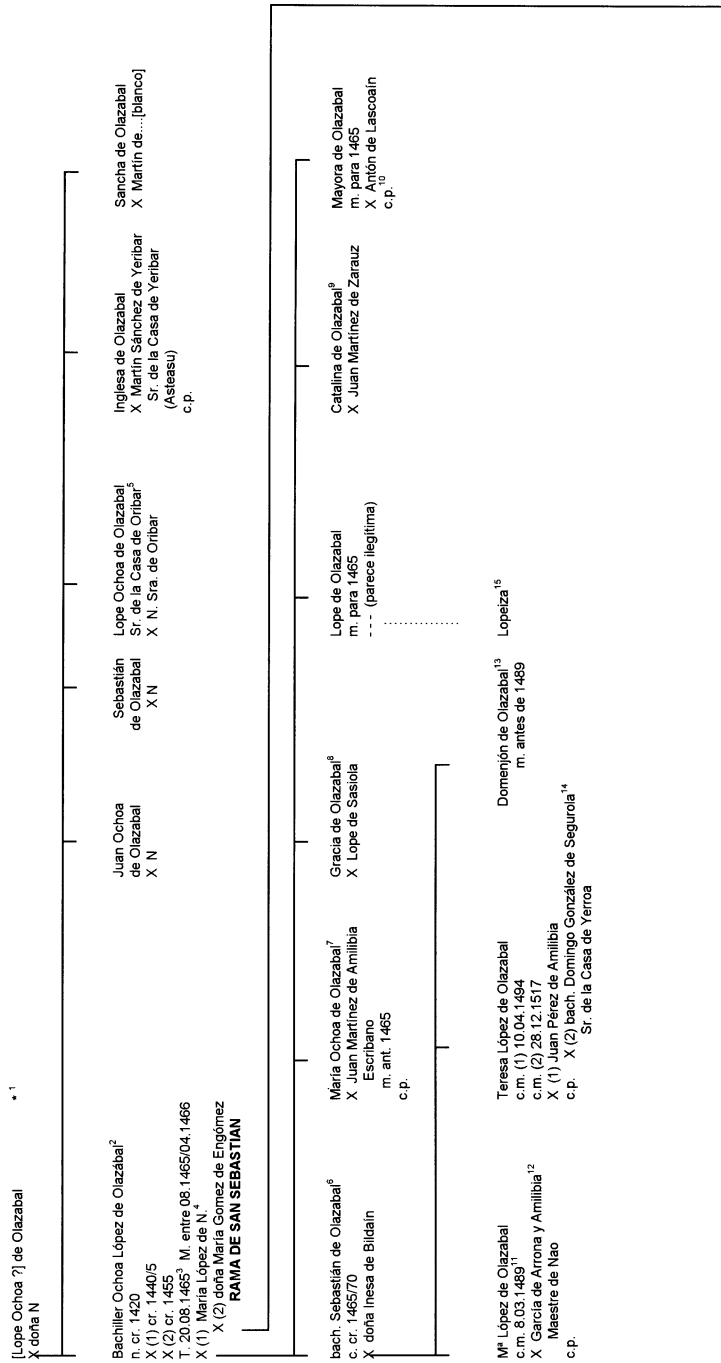 [Lope Ochoa ?] de Olazabal * 1
X doña N
Bachiller Ochoa López de Olazábal2
n. cr. 1420
X (1) cr. 1440/5
X (2) cr. 1455
T. 20.08.14653 M. entre 08.1465/04.1466
X (1) María López de N.4
X (2) doña María Gomez de Engómez
RAMA DE SAN SEBASTIAN
Juan Ochoa
de Olazabal
X N
Sebastián
de Olazabal
X N
Lope Ochoa de Olazabal
Sr. de la Casa de Oribar5
X N. Sra. de Oribar
Inglesa de Olazabal
X Martín Sánchez de Yeribar
Sr. de la Casa de Yeribar
(Asteasu)
c.p.
Sancha de Olazabal
X Martín de....[blanco]
bach. Sebastián de Olazabal6
c. cr. 1465/70
X doña Inesa de Bildaín
María Ochoa de Olazabal7
X Juan Martínez de Amilibia
Escribano
m. ant. 1465
c.p.
Gracia de Olazabal8
X Lope de Sasiola
Lope de Olazabal
m. para 1465
- - - (parece ilegítima)
Catalina de Olazabal9
X Juan Martínez de Zarauz
Mayora de Olazabal
m. para 1465
X Antón de Lascoaín
c.p.10
Mª López de Olazabal
c.m. 8.03.148911
X García de Arrona y Amilibia12
Maestre de Nao
c.p.
Teresa López de Olazabal
c.m. (1) 10.04.1494
c.m. (2) 28.12.1517
X (1) Juan Pérez de Amilibia
c.p. X (2) bach. Domingo González de Segurola14
Sr. de la Casa de Yerroa
Domenjón de Olazabal13
m. antes de 1489
Lopeiza15